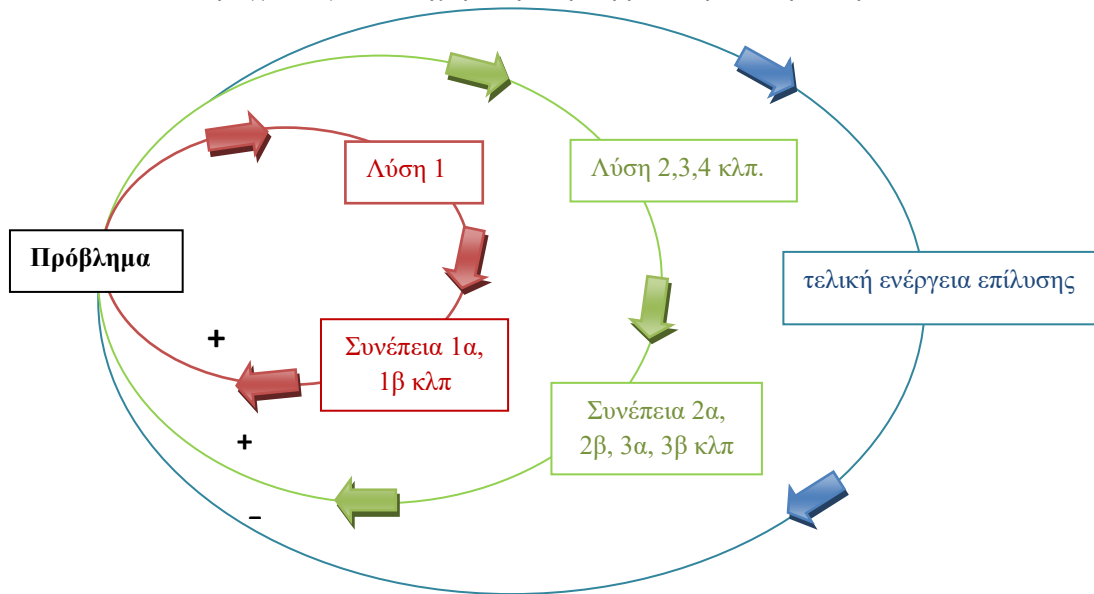 Λύση 1
Λύση 2,3,4 κλπ.
Πρόβλημα
τελική ενέργεια επίλυσης
+
Συνέπεια 1α,
1β κλπ
Συνέπεια 2α,
2β, 3α, 3β κλπ
+
–